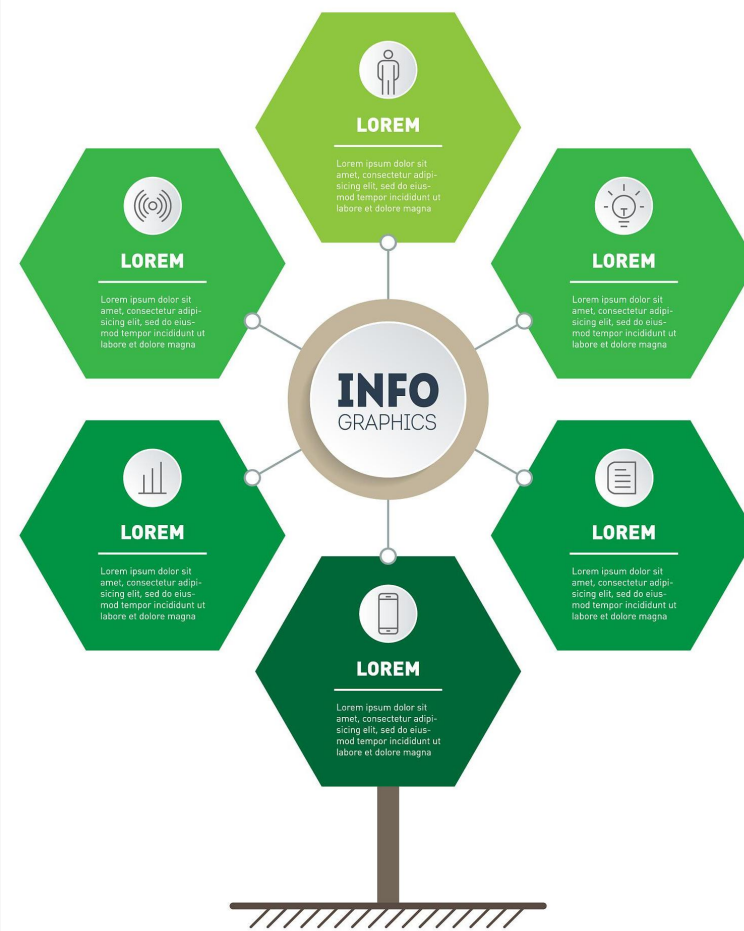 LOREM
Lorem ipsum dolor sit
amet, consectetur adipi-
sicing elit, sed do eius-
mod tempor incididunt ut
labore et dolore magna
LOREM
Lorem ipsum dolor sit
amet, consectetur adipi-
sicing elit, sed do eius-
mod tempor incididunt ut
labore et dolore magna
LOREM
Lorem ipsum dolor sit
amet, consectetur adipi-
sicing elit, sed do eius-
mod tempor incididunt ut
labore et dolore magna
INFO
GRAPHICS
LOREM
Lorem ipsum dolor sit
amet, consectetur adipi-
sicing elit, sed do eius-
mod tempor incididunt ut
labore et dolore magna
LOREM
Lorem ipsum dolor sit
amet, consectetur adipi-
sicing elit, sed do eius-
mod tempor incididunt ut
labore et dolore magna
LOREM
Lorem ipsum dolor sit
amet, consectetur adipi-
sicing elit, sed do eius-
mod tempor incididunt ut
labore et dolore magna